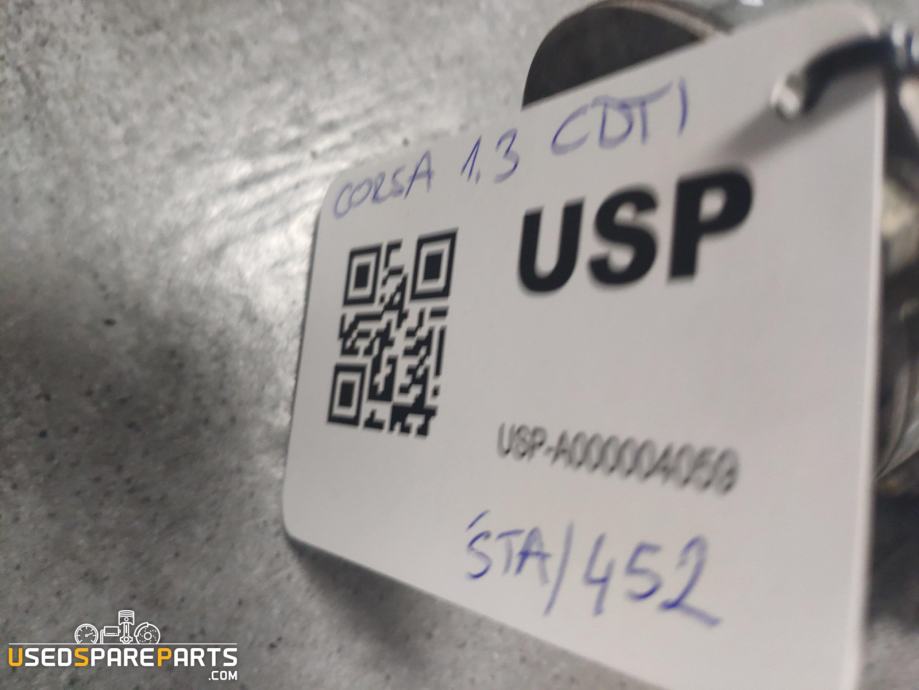 CORSA 1.3 CDTI
USP
USP-A000004059
STA/452
USEDSPAREPARTS
.COM